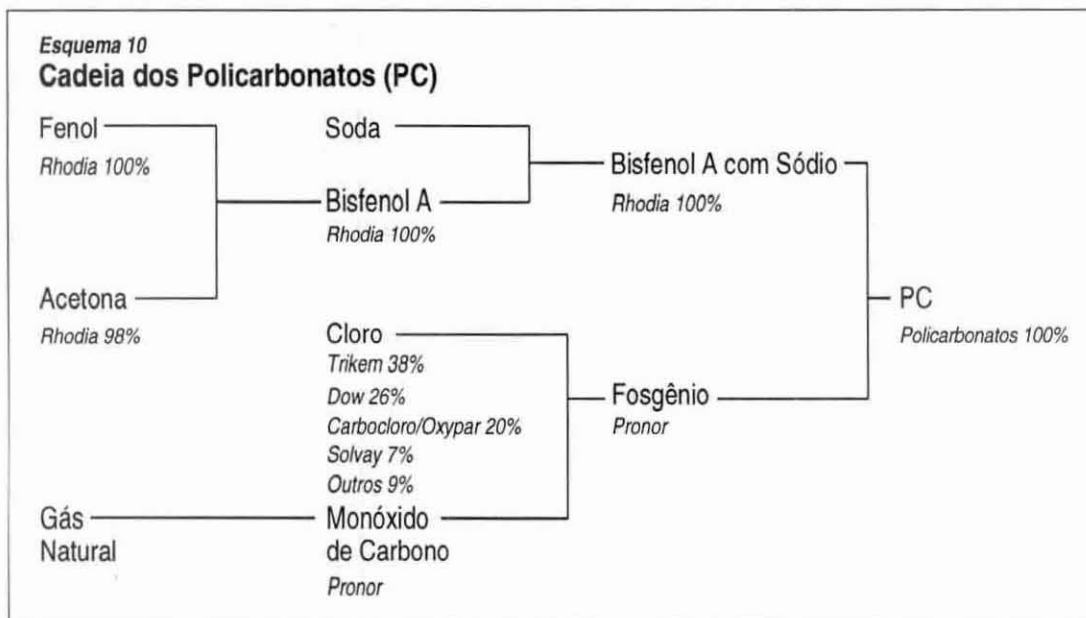 Esquema 10
Cadeia dos Policarbonatos (PC)
Fenol
Rhodia 100%
Soda
Bisfenol A com Sódio
Rhodia 100%
Bisfenol A
Rhodia 100%
Acetona
Rhodia 98%
PC
Policarbonatos 100%
Cloro
Trikem 38%
Dow 26%
Carbocloro/Oxypar 20%
Solvay 7%
Outros 9%
Fosgênio
Pronor
Gás
Natural
Monóxido
de Carbono
Pronor